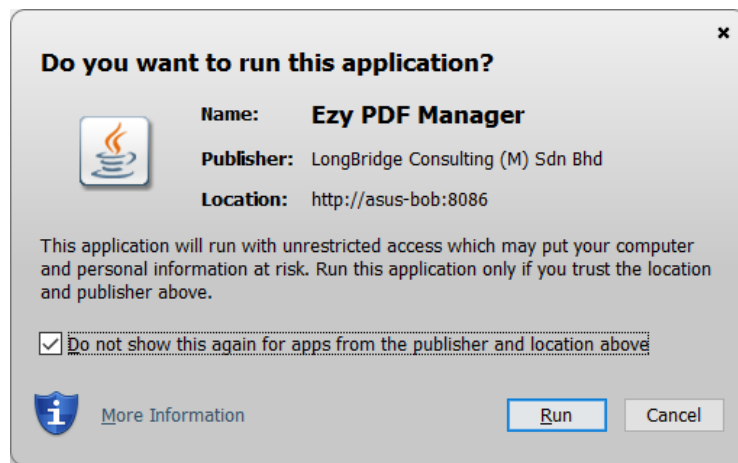 Do you want to run this application?
Name: Ezy PDF Manager
Publisher: LongBridge Consulting (M) Sdn Bhd
Location: http://asus-bob:8086
This application will run with unrestricted access which may put your computer
and personal information at risk. Run this application only if you trust the location
and publisher above.
Do not show this again for apps from the publisher and location above
More Information
Run
Cancel